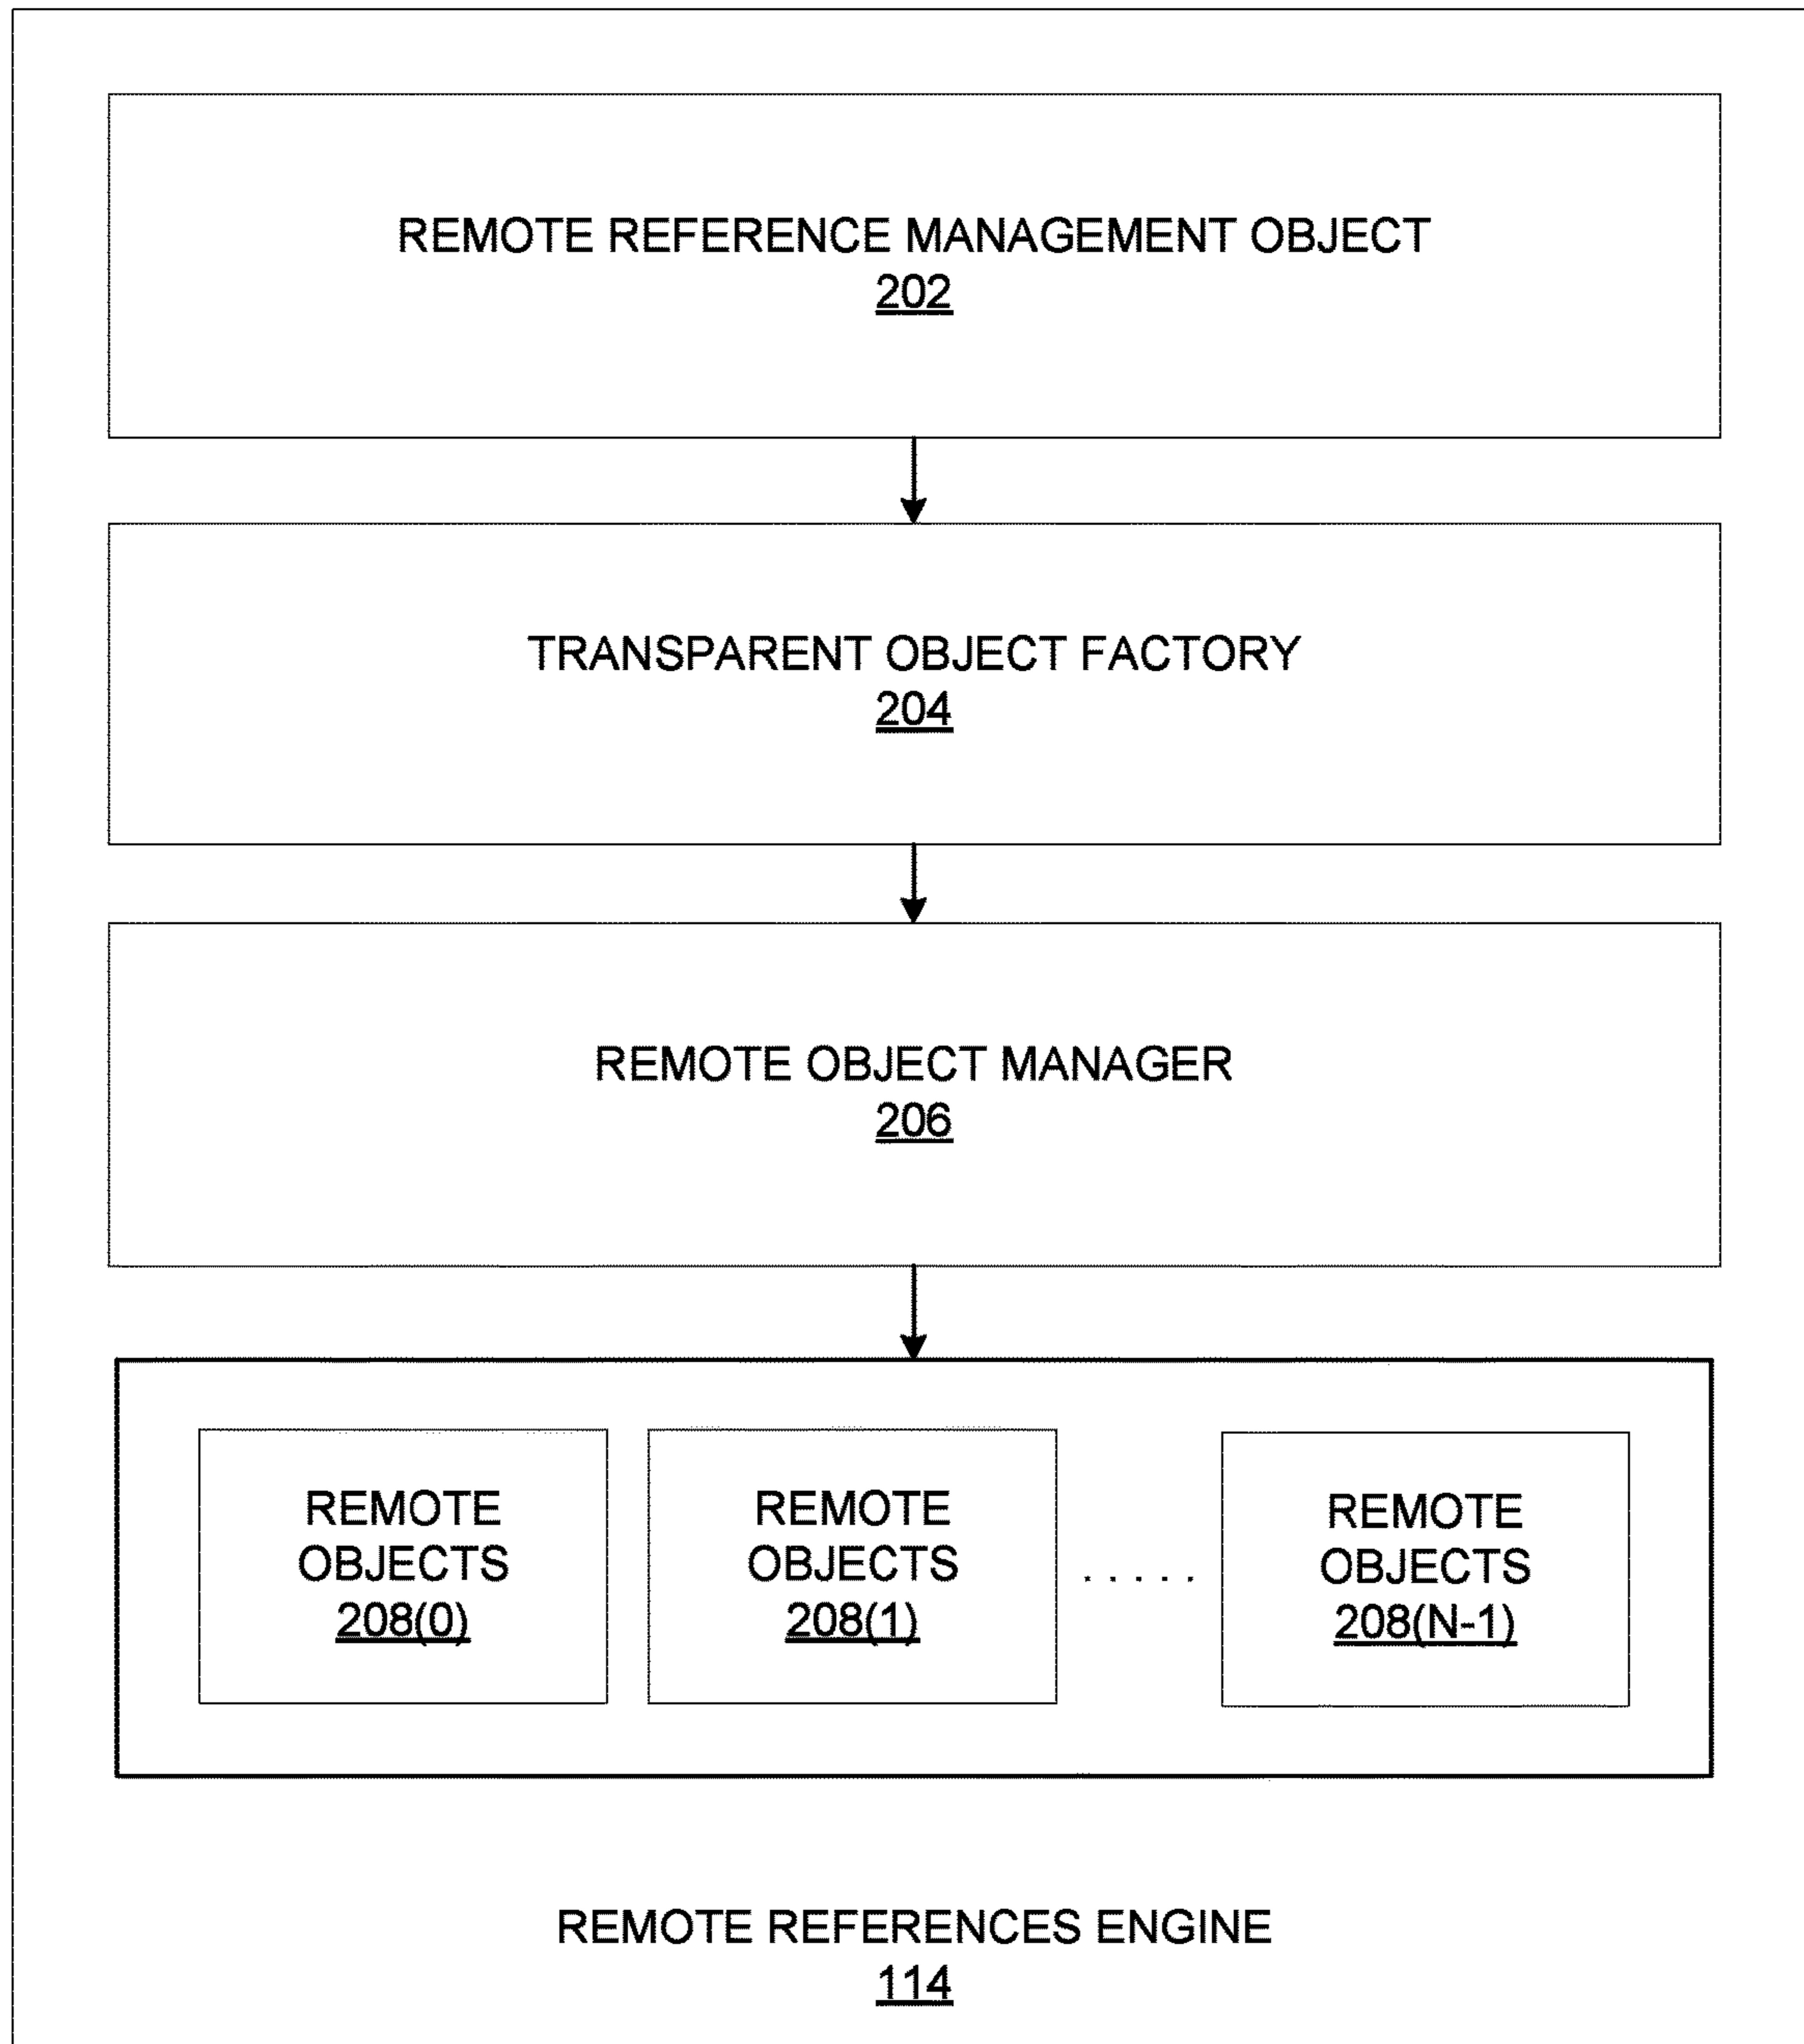 REMOTE REFERENCE MANAGEMENT OBJECT
202
TRANSPARENT OBJECT FACTORY
204
REMOTE OBJECT MANAGER
206
REMOTE
OBJECTS
208(0)
REMOTE
OBJECTS
208(1)
. . . . .
REMOTE
OBJECTS
208(N-1)
REMOTE REFERENCES ENGINE
114